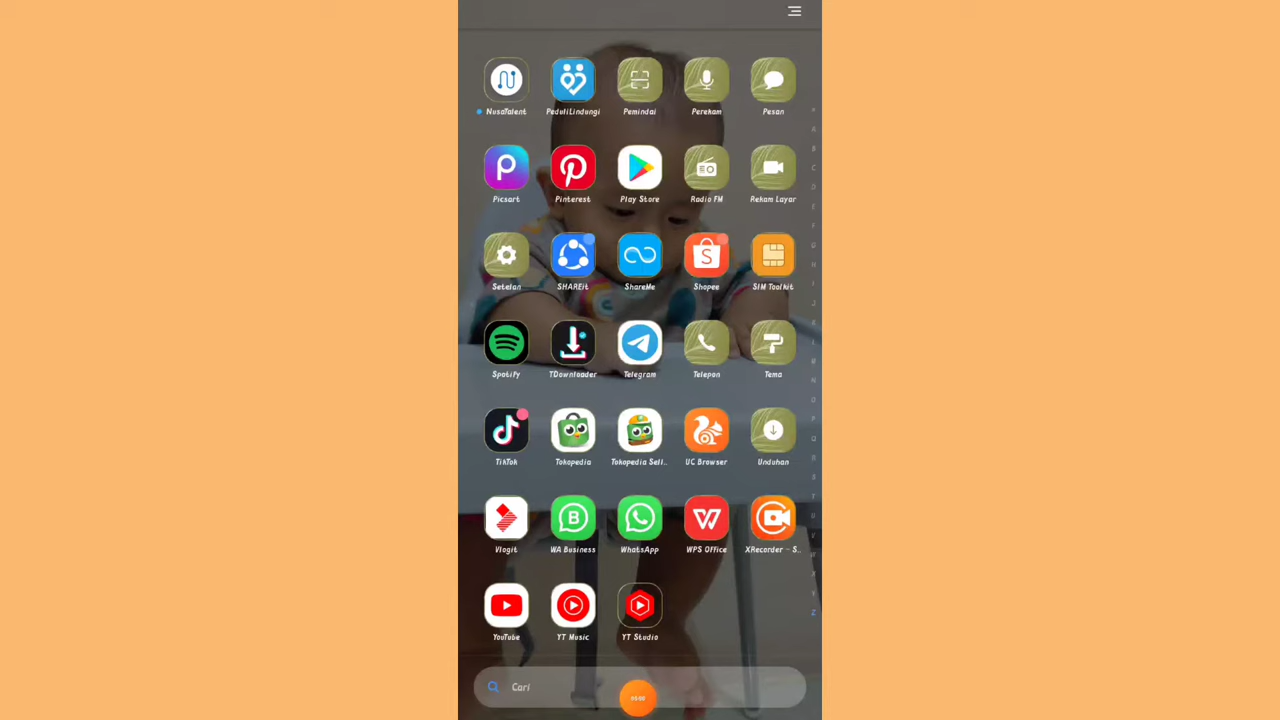 NusaTalent PeduliLindungi Pemindai Perekam Pesan
Picsart Pinterest Play Store Radio FM Rekam Layar
Setelan SHAREit ShareMe Shopee SIM Toolkit
Spotify TDownloader Telegram Telepon Tema
TikTok Tokopedia Tokopedia Sell.. UC Browser Unduhan
Vlogit WA Business WhatsApp WPS Office XRecorder - S..
YouTube YT Music YT Studio
Cari
00:00